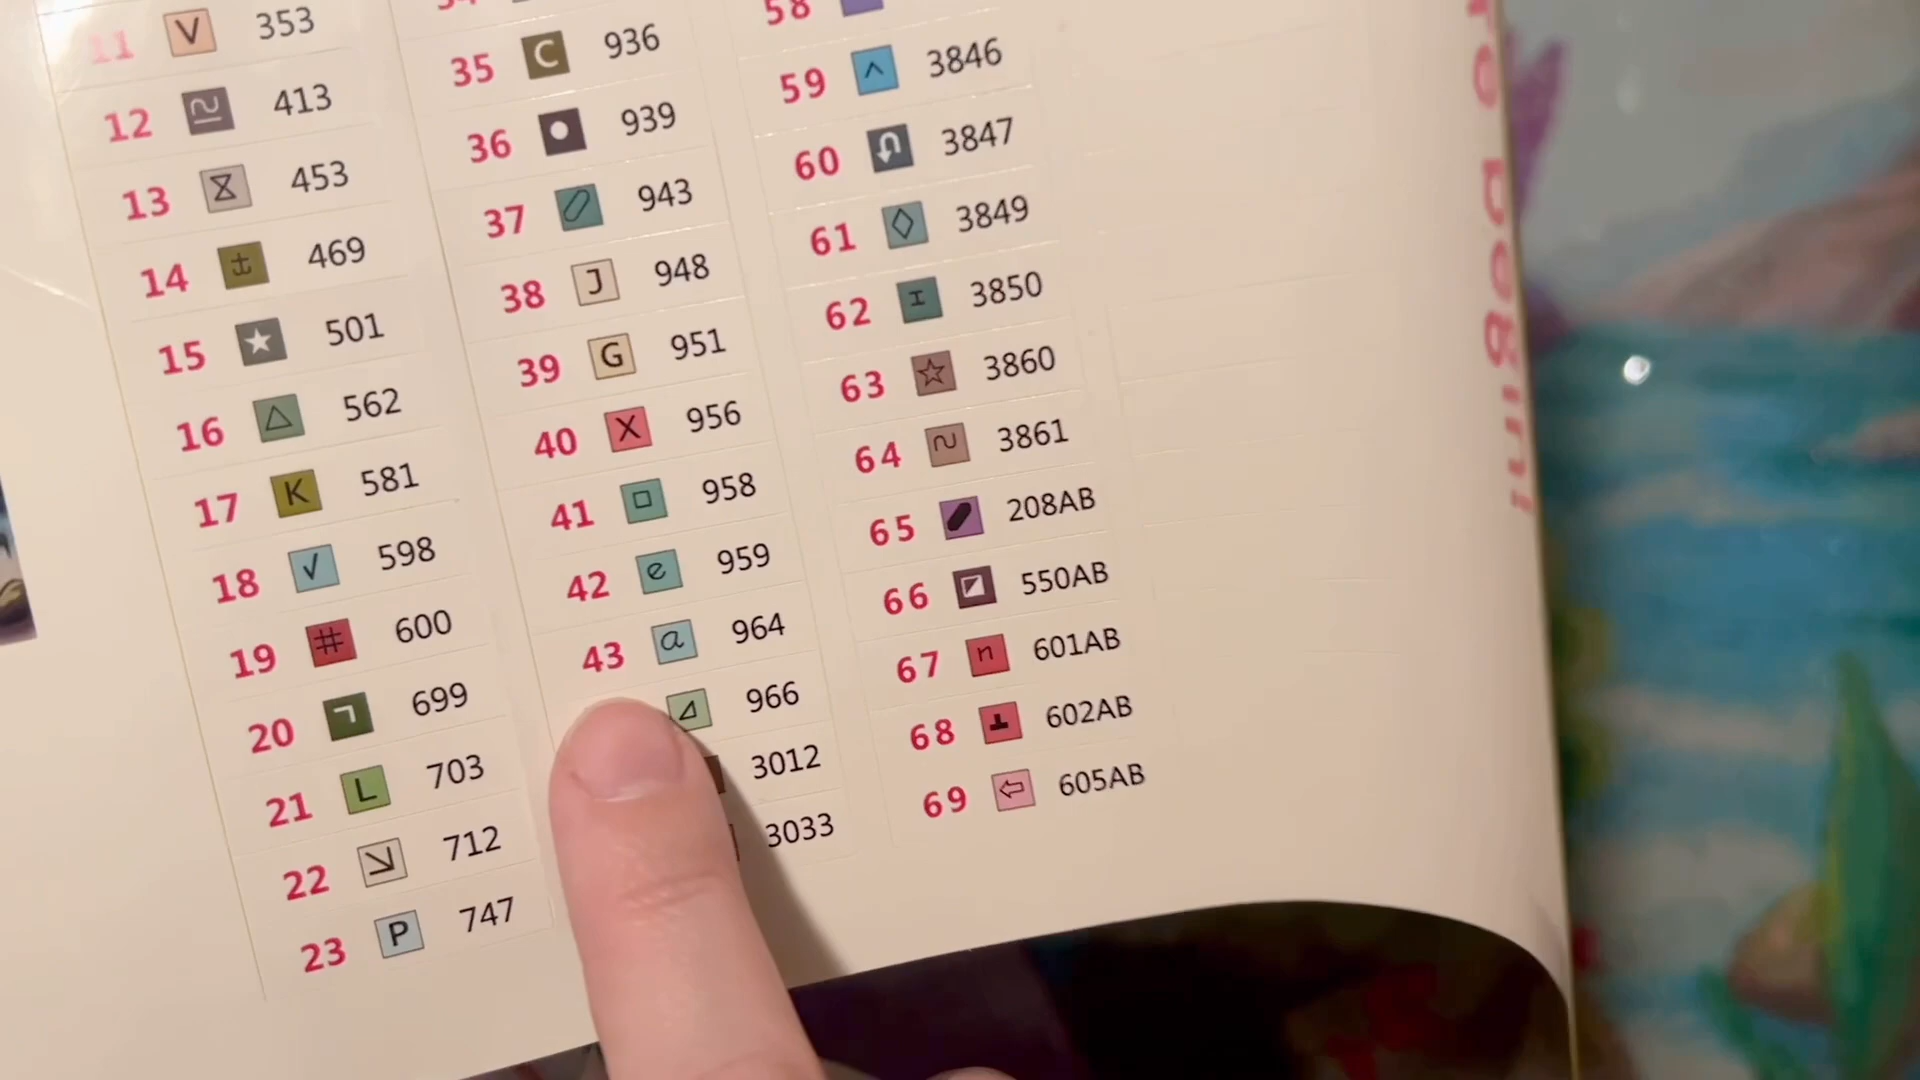 11 V 353
12 413
13 453
14 469
15 501
16 562
17 K 581
18 √ 598
19 # 600
20 699
21 L 703
22 712
23 P 747
35 C 936
36 939
37 943
38 J 948
39 G 951
40 X 956
41 958
42 e 959
43 a 964
966
3012
3033
58
59 ^ 3846
60 3847
61 3849
62 I 3850
63 3860
64 3861
65 208AB
66 550AB
67 n 601AB
68 602AB
69 605AB
to begin!